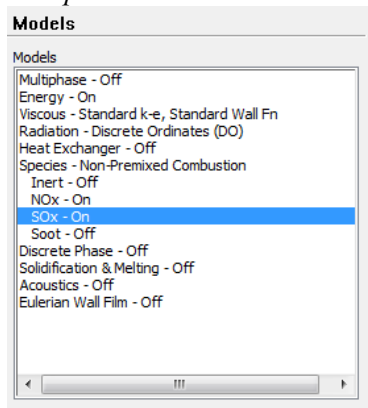 Models
Models
Multiphase - Off
Energy - On
Viscous - Standard k-e, Standard Wall Fn
Radiation - Discrete Ordinates (DO)
Heat Exchanger - Off
Species - Non-Premixed Combustion
Inert - Off
NOx - On
SOx - On
Soot - Off
Discrete Phase - Off
Solidification & Melting - Off
Acoustics - Off
Eulerian Wall Film - Off